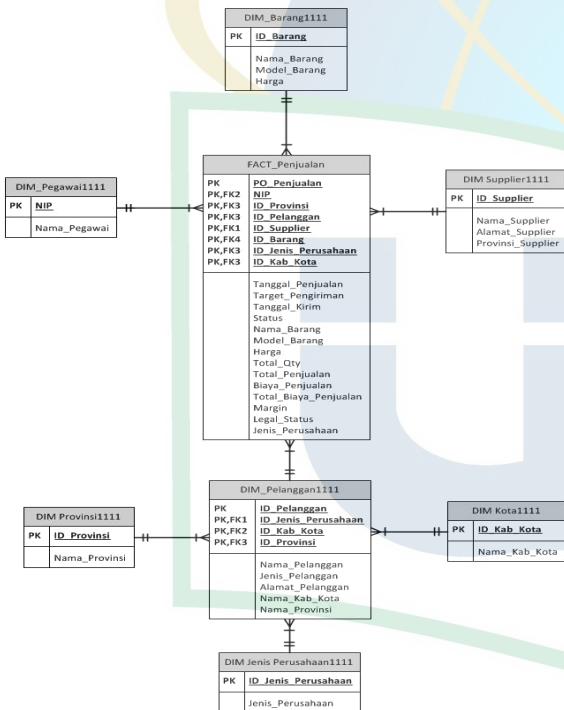 DIM_Barang1111
PK ID_Barang
Nama_Barang
Model_Barang
Harga
DIM_Pegawai1111
PK NIP
Nama_Pegawai
FACT_Penjualan
PK PO_Penjualan
PK,FK2 NIP
PK,FK3 ID_Provinsi
PK,FK3 ID_Pelanggan
PK,FK1 ID_Supplier
PK,FK4 ID_Barang
PK,FK3 ID_Jenis_Perusahaan
PK,FK3 ID_Kab_Kota
Tanggal_Penjualan
Target_Pengiriman
Tanggal_Kirim
Status
Nama_Barang
Model_Barang
Harga
Total_Qty
Total_Penjualan
Biaya_Penjualan
Total_Biaya_Penjualan
Margin
Legal_Status
Jenis_Perusahaan
DIM Supplier1111
PK ID_Supplier
Nama_Supplier
Alamat_Supplier
Provinsi_Supplier
DIM Provinsi1111
PK ID_Provinsi
Nama_Provinsi
DIM_Pelanggan1111
PK ID_Pelanggan
PK,FK1 ID_Jenis_Perusahaan
PK,FK2 ID_Kab_Kota
PK,FK3 ID_Provinsi
Nama_Pelanggan
Jenis_Pelanggan
Alamat_Pelanggan
Nama_Kab_Kota
Nama_Provinsi
DIM Kota1111
PK ID_Kab_Kota
Nama_Kab_Kota
DIM Jenis Perusahaan1111
PK ID_Jenis_Perusahaan
Jenis_Perusahaan